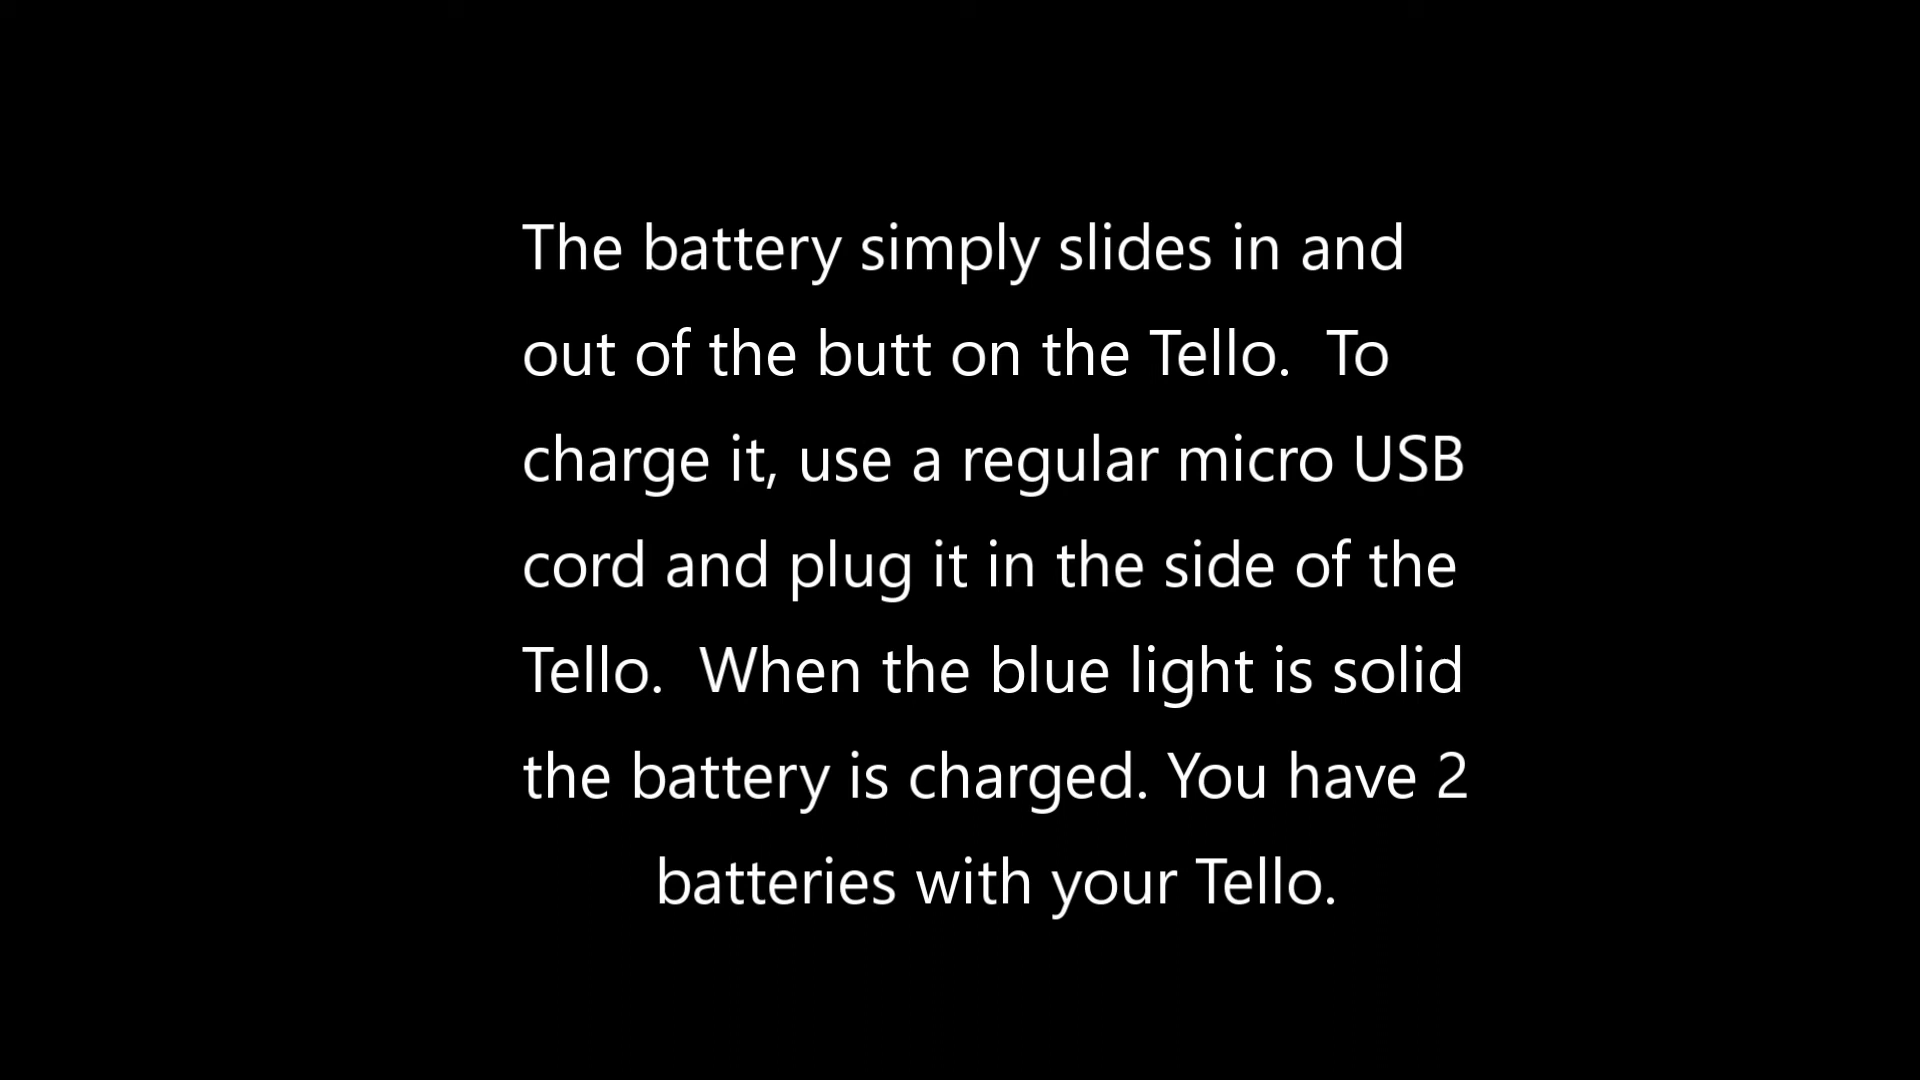 The battery simply slides in and
out of the butt on the Tello.  To
charge it, use a regular micro USB
cord and plug it in the side of the
Tello.  When the blue light is solid
the battery is charged. You have 2
batteries with your Tello.